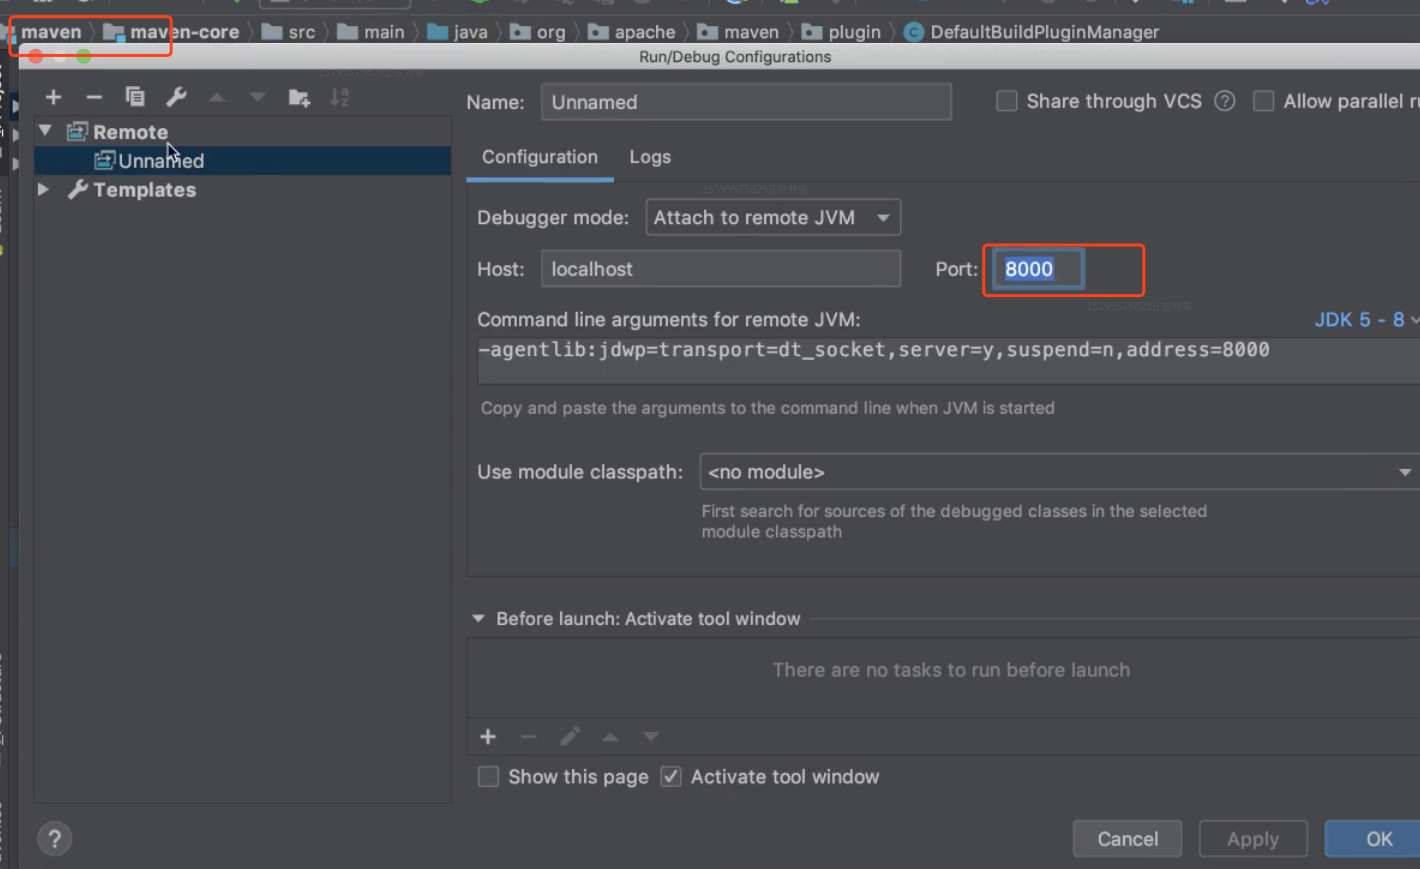 maven maven-core src main java org apache maven plugin DefaultBuildPluginManager
Run/Debug Configurations
Name: Unnamed Share through VCS ? Allow parallel
Remote
Unnamed
Templates
Configuration Logs
Debugger mode: Attach to remote JVM
Host: localhost Port: 8000
Command line arguments for remote JVM: JDK 5 - 8
-agentlib:jdwp=transport=dt_socket,server=y,suspend=n,address=8000
Copy and paste the arguments to the command line when JVM is started
Use module classpath: <no module>
First search for sources of the debugged classes in the selected
module classpath
Before launch: Activate tool window
There are no tasks to run before launch
Show this page Activate tool window
? Cancel Apply OK